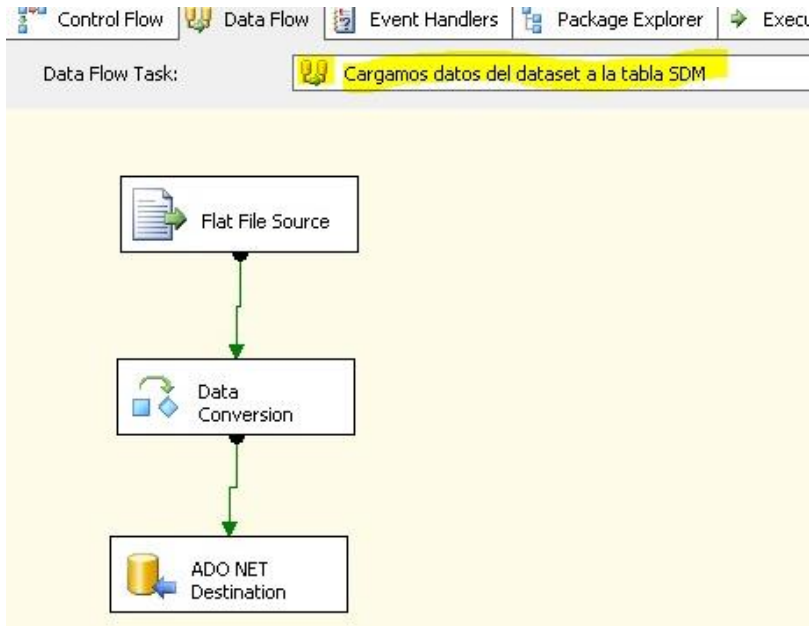 Control Flow Data Flow Event Handlers Package Explorer Execu
Data Flow Task: Cargamos datos del dataset a la tabla SDM
Flat File Source
Data
Conversion
ADO NET
Destination